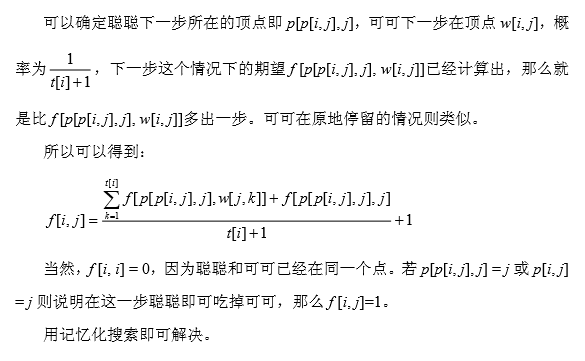 可以确定聪聪下一步所在的顶点即 p[p[i, j], j]，可可下一步在顶点 w[i, j]，概
率为 \frac{1}{t[i]+1}，下一步这个情况下的期望 f [p[p[i, j], j], w[i, j]]已经计算出，那么就
是比 f [p[p[i, j], j], w[i, j]]多出一步。可可在原地停留的情况则类似。
所以可以得到：
f[i, j] = \frac{\sum_{k=1}^{t[i]} f[p[p[i, j], j], w[j, k]] + f[p[p[i, j], j], j]}{t[i]+1} + 1
当然，f [i, i] = 0，因为聪聪和可可已经在同一个点。若 p[p[i, j], j] = j 或 p[i, j]
= j 则说明在这一步聪聪即可吃掉可可，那么 f [i, j]=1。
用记忆化搜索即可解决。